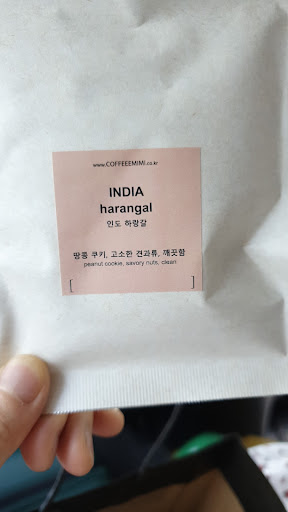 www.COFFEEEMIMI.co.kr
INDIA
harangal
인도 하랑갈
땅콩 쿠키, 고소한 견과류, 깨끗함
peanut cookie, savory nuts, clean
[ ]